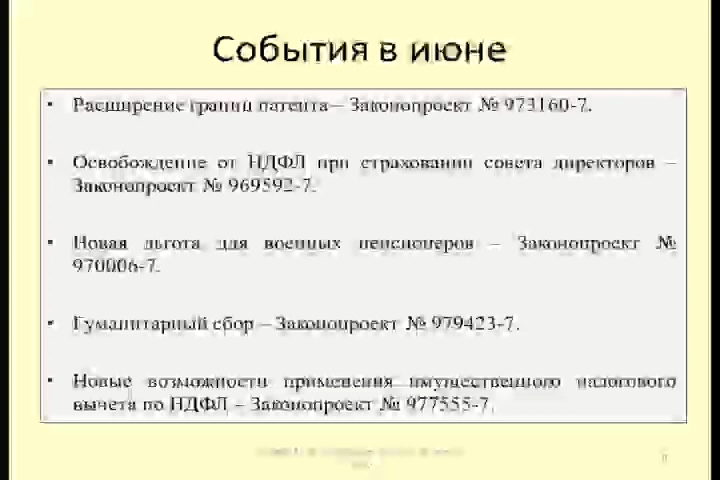 События в июне
• Расширение границ патента– Законопроект № 973160-7.
• Освобождение от НДФЛ при страховании совета директоров –
Законопроект № 969592-7.
• Новая льгота для военных пенсионеров – Законопроект №
970006-7.
• Гуманитарный сбор – Законопроект № 979423-7.
• Новые возможности применения имущественного налогового
вычета по НДФЛ – Законопроект № 977555-7.